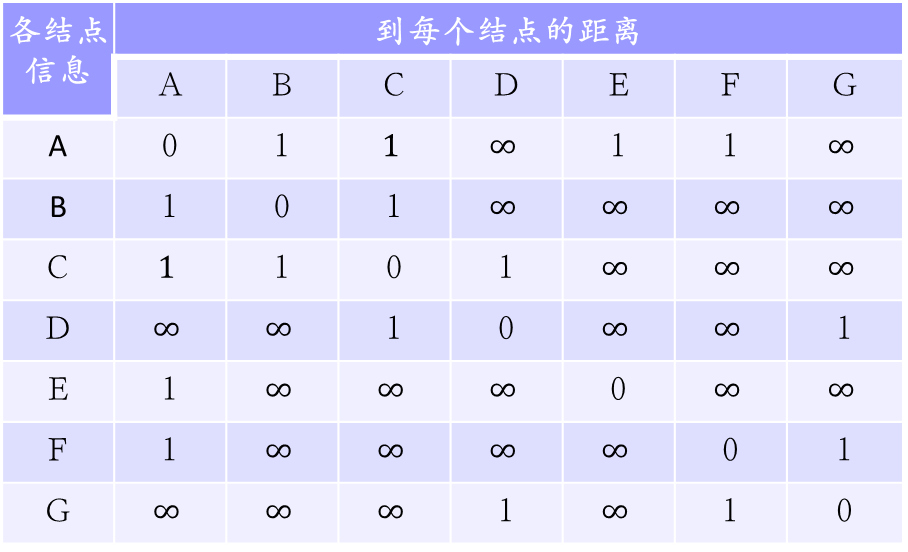 各结点信息 到每个结点的距离
A B C D E F G
A 0 1 1 ∞ 1 1 ∞
B 1 0 1 ∞ ∞ ∞ ∞
C 1 1 0 1 ∞ ∞ ∞
D ∞ ∞ 1 0 ∞ ∞ 1
E 1 ∞ ∞ ∞ 0 ∞ ∞
F 1 ∞ ∞ ∞ ∞ 0 1
G ∞ ∞ ∞ 1 ∞ 1 0